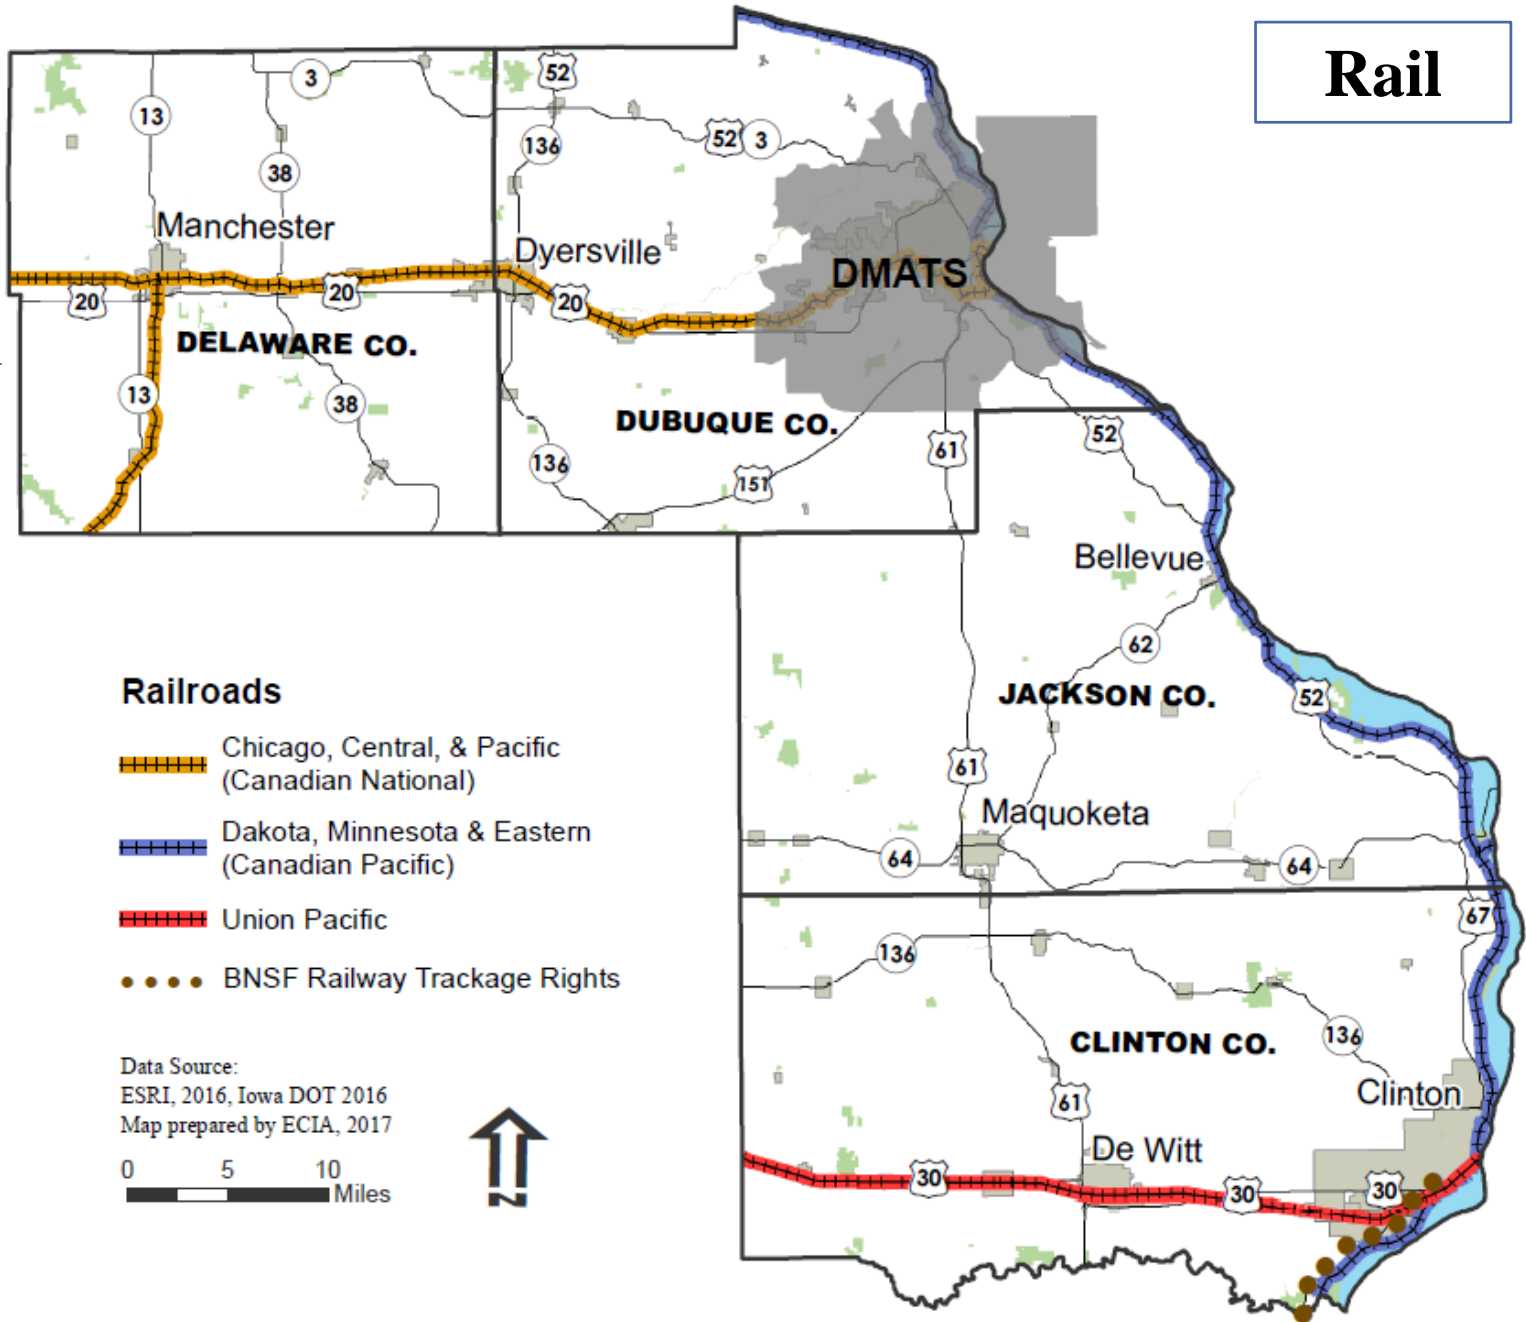 Rail
52
3
13
136
52
3
38
Manchester
Dyersville
DMATS
20
20
20
DELAWARE CO.
13
38
DUBUQUE CO.
52
61
136
151
Bellevue
62
JACKSON CO.
52
61
Maquoketa
64
64
67
136
CLINTON CO.
136
Clinton
61
De Witt
30
30
30
Railroads
Chicago, Central, & Pacific
(Canadian National)
Dakota, Minnesota & Eastern
(Canadian Pacific)
Union Pacific
BNSF Railway Trackage Rights
Data Source:
ESRI, 2016, Iowa DOT 2016
Map prepared by ECIA, 2017
0 5 10
Miles
N